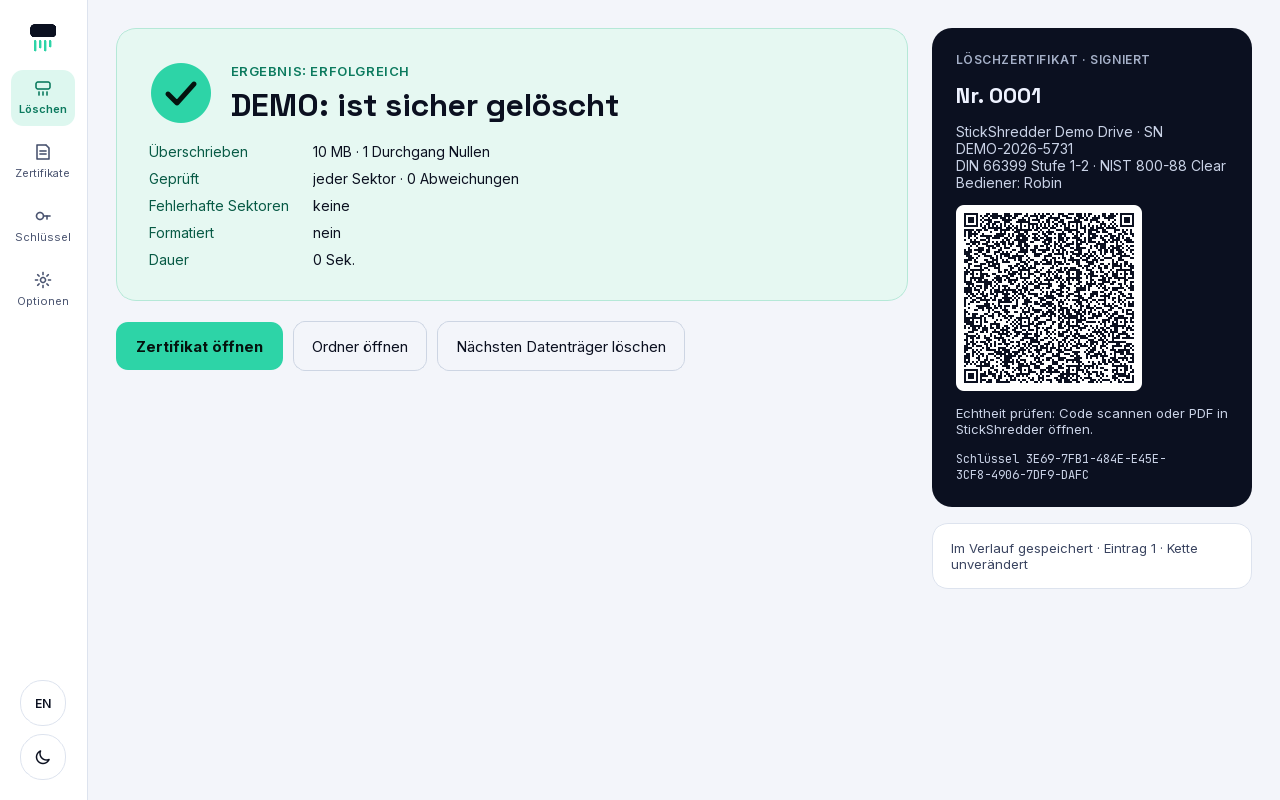 Löschen
Zertifikate
Schlüssel
Optionen
EN
ERGEBNIS: ERFOLGREICH
DEMO: ist sicher gelöscht
Überschrieben 10 MB · 1 Durchgang Nullen
Geprüft jeder Sektor · 0 Abweichungen
Fehlerhafte Sektoren keine
Formatiert nein
Dauer 0 Sek.
Zertifikat öffnen
Ordner öffnen
Nächsten Datenträger löschen
LÖSCHZERTIFIKAT · SIGNIERT
Nr. 0001
StickShredder Demo Drive · SN
DEMO-2026-5731
DIN 66399 Stufe 1-2 · NIST 800-88 Clear
Bediener: Robin
Echtheit prüfen: Code scannen oder PDF in
StickShredder öffnen.
Schlüssel 3E69-7FB1-484E-E45E-
3CF8-4906-7DF9-DAFC
Im Verlauf gespeichert · Eintrag 1 · Kette
unverändert